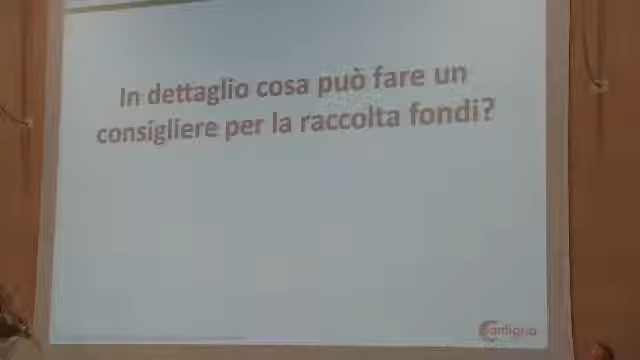 In dettaglio cosa può fare un
consigliere per la raccolta fondi?